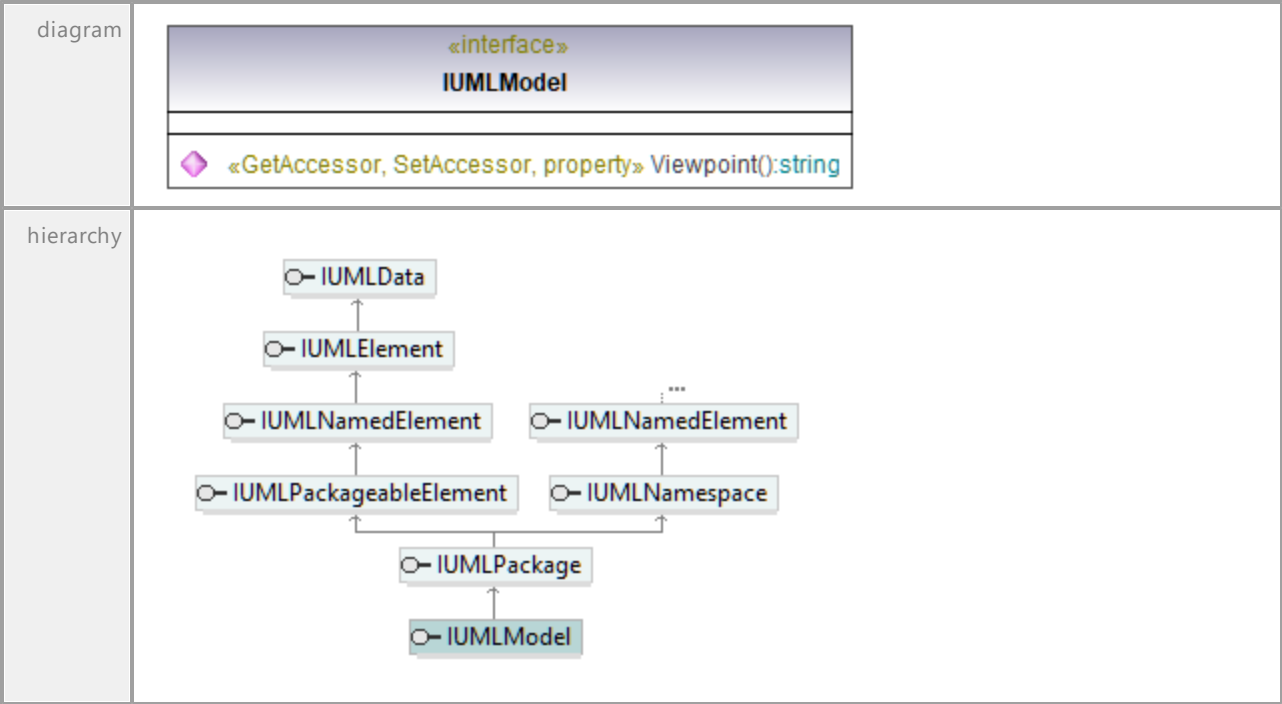 diagram
«interface»
IUMLModel
«GetAccessor, SetAccessor, property» Viewpoint():string
hierarchy
IUMLData
IUMLElement
...
IUMLNamedElement IUMLNamedElement
IUMLPackageableElement IUMLNamespace
IUMLPackage
IUMLModel